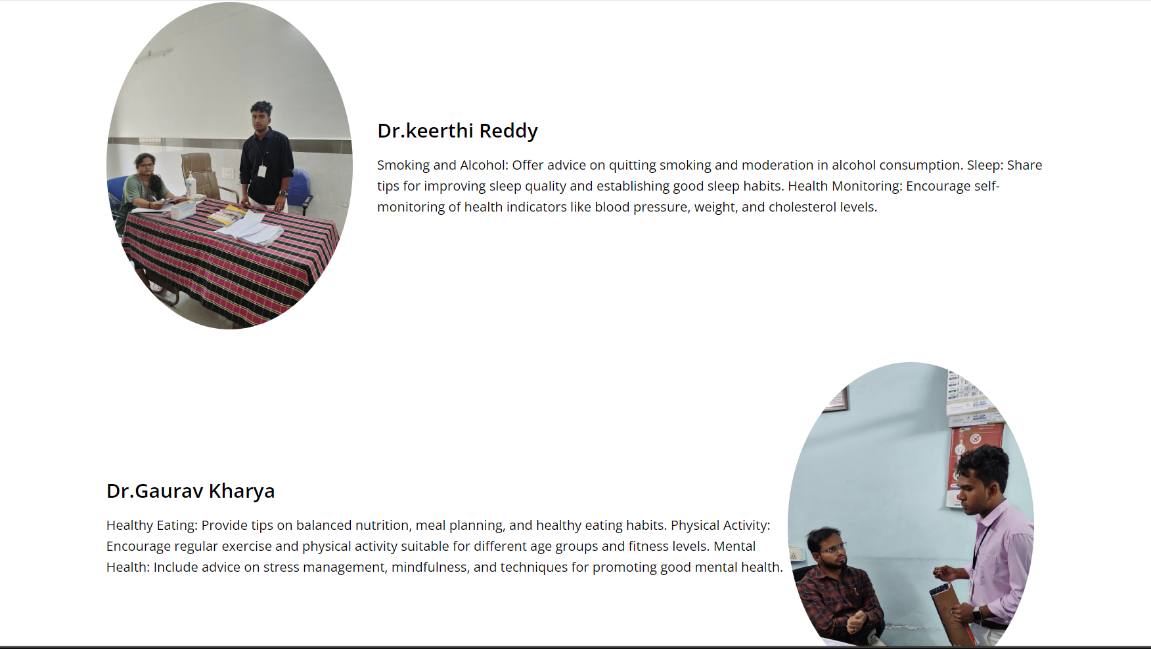 Dr.keerthi Reddy
Smoking and Alcohol: Offer advice on quitting smoking and moderation in alcohol consumption. Sleep: Share
tips for improving sleep quality and establishing good sleep habits. Health Monitoring: Encourage self-
monitoring of health indicators like blood pressure, weight, and cholesterol levels.
Dr.Gaurav Kharya
Healthy Eating: Provide tips on balanced nutrition, meal planning, and healthy eating habits. Physical Activity:
Encourage regular exercise and physical activity suitable for different age groups and fitness levels. Mental
Health: Include advice on stress management, mindfulness, and techniques for promoting good mental health.